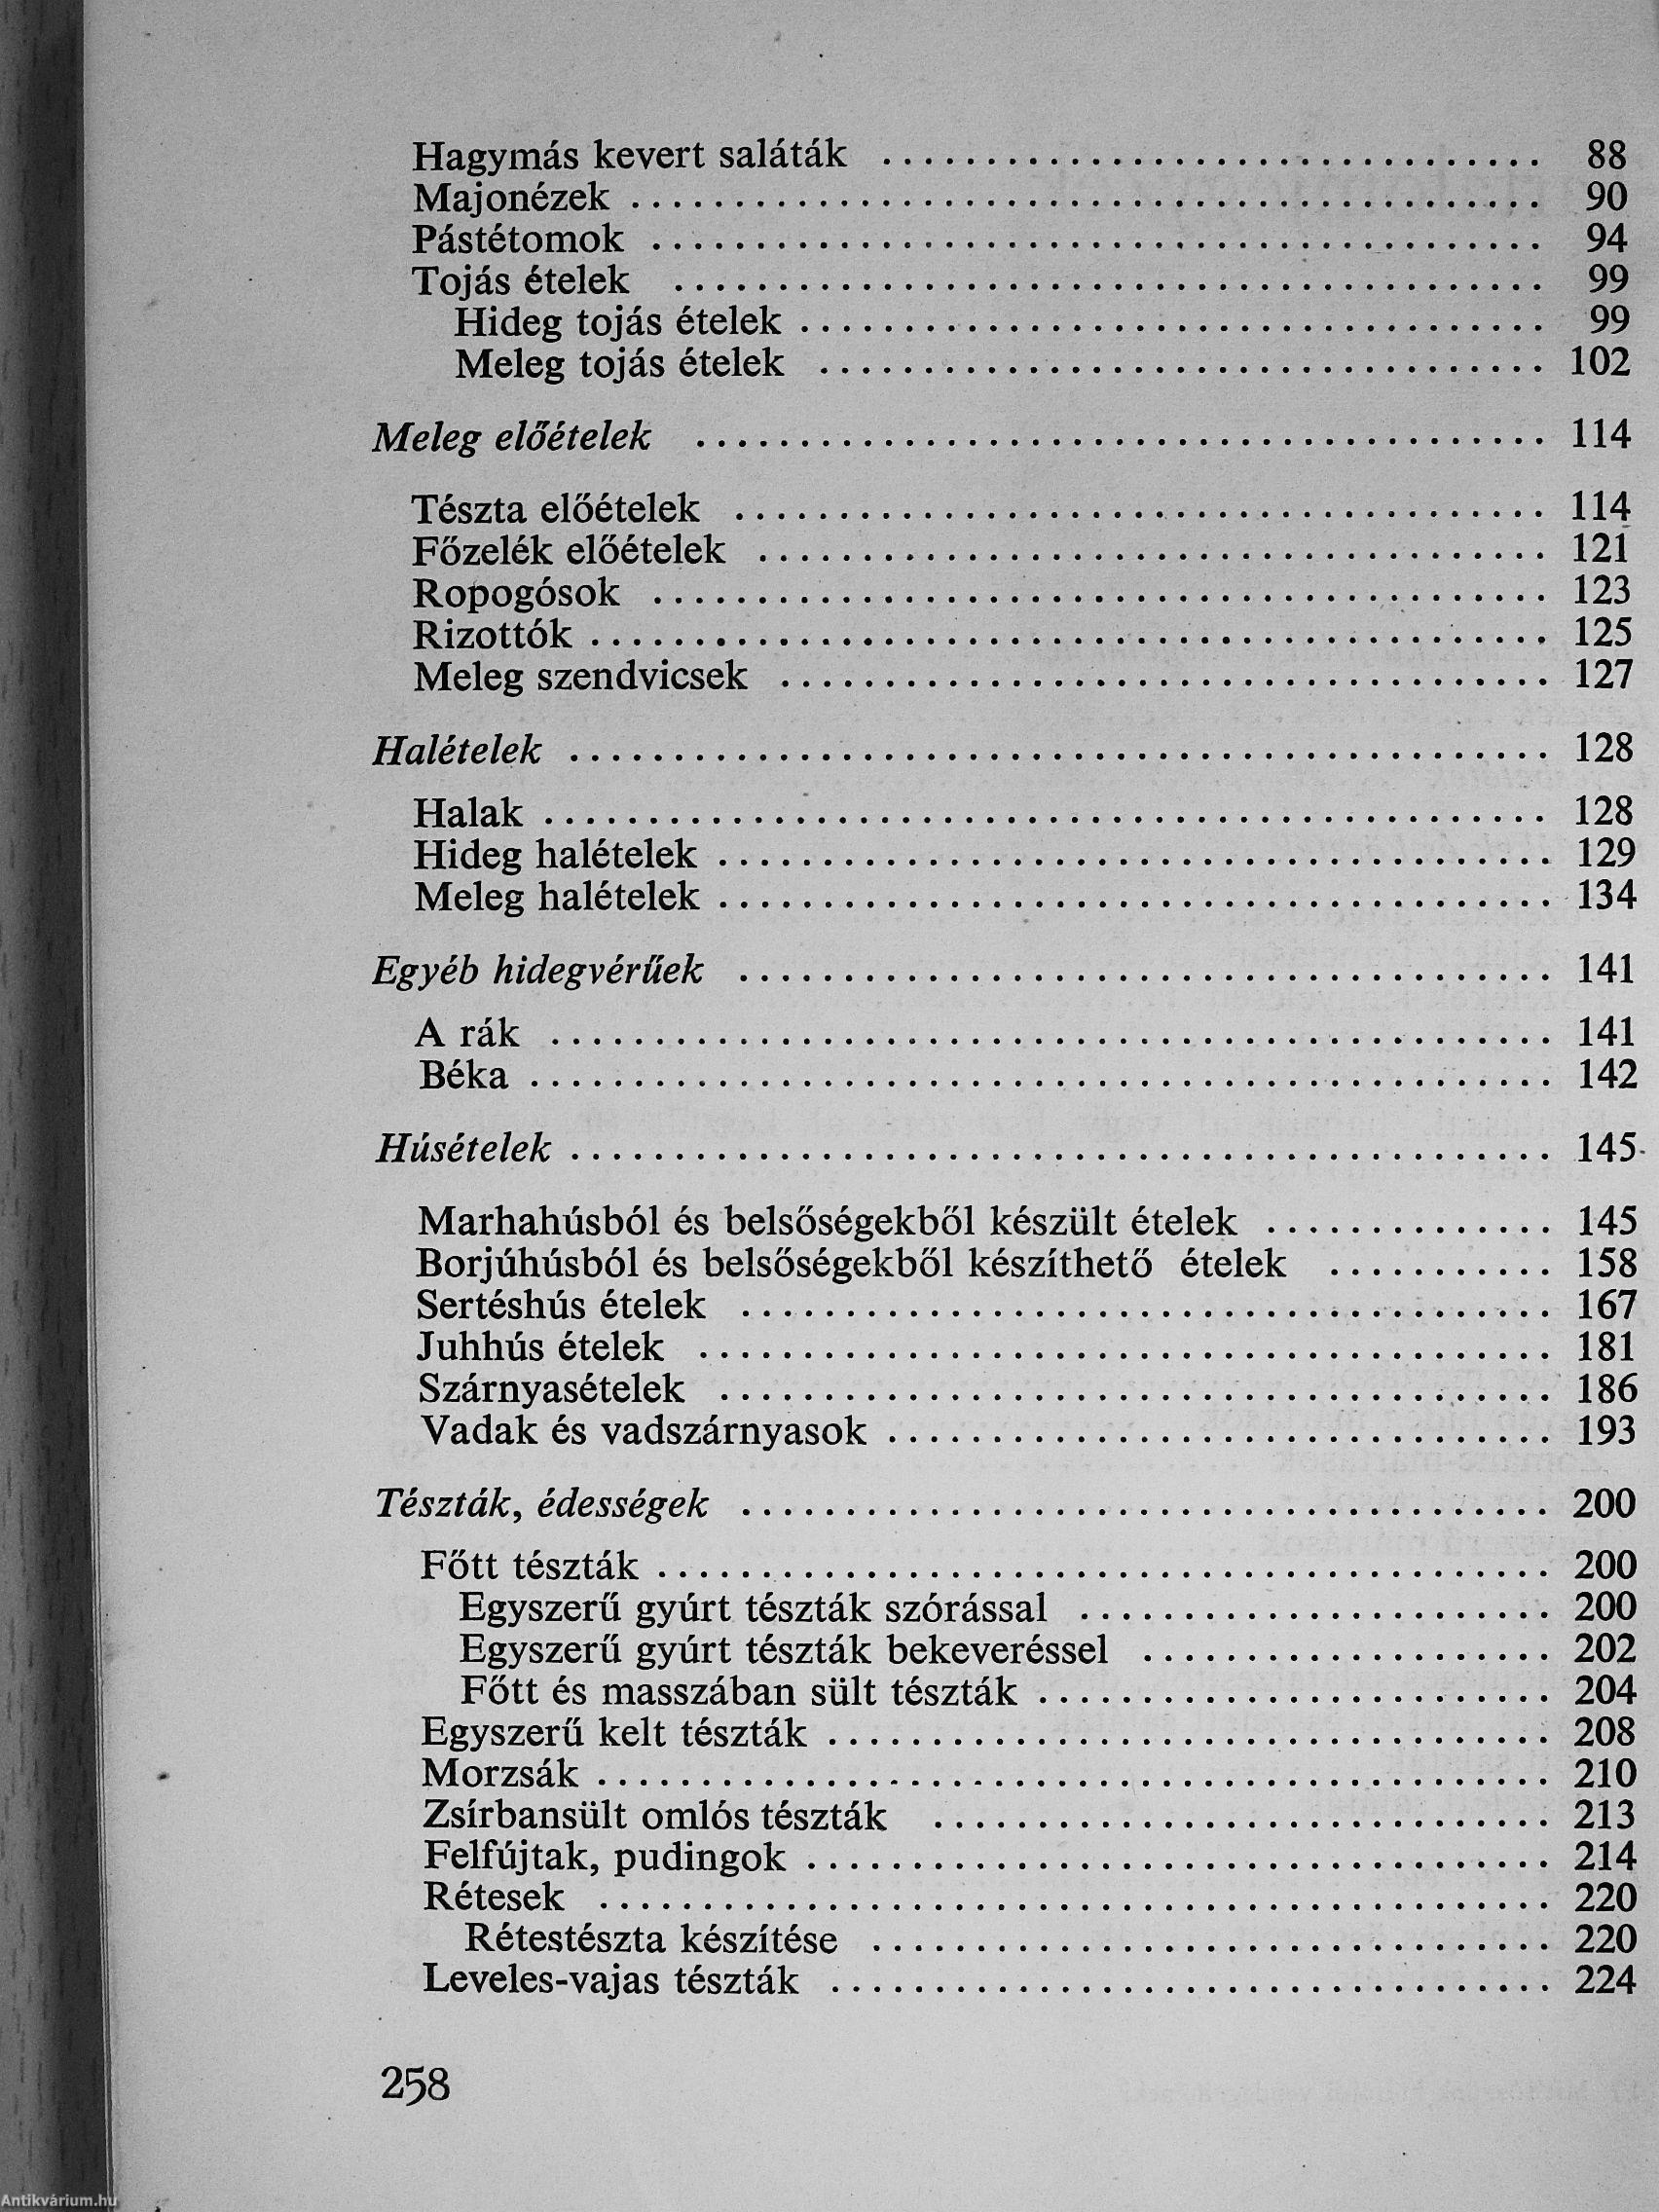 Hagymás kevert saláták . . . . . . . . . . . . . . . . . . . . . . . . . . . . . . . . 88
Majonézek . . . . . . . . . . . . . . . . . . . . . . . . . . . . . . . . . . . . . . . . . . . . 90
Pástétomok . . . . . . . . . . . . . . . . . . . . . . . . . . . . . . . . . . . . . . . . . . . 94
Tojás ételek . . . . . . . . . . . . . . . . . . . . . . . . . . . . . . . . . . . . . . . . . . 99
Hideg tojás ételek . . . . . . . . . . . . . . . . . . . . . . . . . . . . . . . . . . . . 99
Meleg tojás ételek . . . . . . . . . . . . . . . . . . . . . . . . . . . . . . . . . . . 102
Meleg előételek . . . . . . . . . . . . . . . . . . . . . . . . . . . . . . . . . . . . . . . . . 114
Tészta előételek . . . . . . . . . . . . . . . . . . . . . . . . . . . . . . . . . . . . . . . 114
Főzelék előételek . . . . . . . . . . . . . . . . . . . . . . . . . . . . . . . . . . . . . . 121
Ropogósok . . . . . . . . . . . . . . . . . . . . . . . . . . . . . . . . . . . . . . . . . . . 123
Rizottók . . . . . . . . . . . . . . . . . . . . . . . . . . . . . . . . . . . . . . . . . . . . . . 125
Meleg szendvicsek . . . . . . . . . . . . . . . . . . . . . . . . . . . . . . . . . . . . . 127
Halételek . . . . . . . . . . . . . . . . . . . . . . . . . . . . . . . . . . . . . . . . . . . . . . . 128
Halak . . . . . . . . . . . . . . . . . . . . . . . . . . . . . . . . . . . . . . . . . . . . . . . . 128
Hideg halételek . . . . . . . . . . . . . . . . . . . . . . . . . . . . . . . . . . . . . . . . 129
Meleg halételek . . . . . . . . . . . . . . . . . . . . . . . . . . . . . . . . . . . . . . . . 134
Egyéb hidegvérűek . . . . . . . . . . . . . . . . . . . . . . . . . . . . . . . . . . . . . . . 141
A rák . . . . . . . . . . . . . . . . . . . . . . . . . . . . . . . . . . . . . . . . . . . . . . . . 141
Béka . . . . . . . . . . . . . . . . . . . . . . . . . . . . . . . . . . . . . . . . . . . . . . . . . 142
Húsételek . . . . . . . . . . . . . . . . . . . . . . . . . . . . . . . . . . . . . . . . . . . . . . . 145
Marhahúsból és belsőségekből készült ételek . . . . . . . . . . . . . . 145
Borjúhúsból és belsőségekből készíthető ételek . . . . . . . . . . . 158
Sertéshús ételek . . . . . . . . . . . . . . . . . . . . . . . . . . . . . . . . . . . . . . . 167
Juhhús ételek . . . . . . . . . . . . . . . . . . . . . . . . . . . . . . . . . . . . . . . . . 181
Szárnyasételek . . . . . . . . . . . . . . . . . . . . . . . . . . . . . . . . . . . . . . . . 186
Vadak és vadszárnyasok . . . . . . . . . . . . . . . . . . . . . . . . . . . . . . . . 193
Tészták, édességek . . . . . . . . . . . . . . . . . . . . . . . . . . . . . . . . . . . . . . . 200
Főtt tészták . . . . . . . . . . . . . . . . . . . . . . . . . . . . . . . . . . . . . . . . . . . 200
Egyszerű gyúrt tészták szórással . . . . . . . . . . . . . . . . . . . . . . . 200
Egyszerű gyúrt tészták bekeveréssel . . . . . . . . . . . . . . . . . . . . 202
Főtt és masszában sült tészták . . . . . . . . . . . . . . . . . . . . . . . . . 204
Egyszerű kelt tészták . . . . . . . . . . . . . . . . . . . . . . . . . . . . . . . . . . . 208
Morzsák . . . . . . . . . . . . . . . . . . . . . . . . . . . . . . . . . . . . . . . . . . . . . . 210
Zsírbansült omlós tészták . . . . . . . . . . . . . . . . . . . . . . . . . . . . . . 213
Felfújtak, pudingok . . . . . . . . . . . . . . . . . . . . . . . . . . . . . . . . . . . . 214
Rétesek . . . . . . . . . . . . . . . . . . . . . . . . . . . . . . . . . . . . . . . . . . . . . . 220
Rétestészta készítése . . . . . . . . . . . . . . . . . . . . . . . . . . . . . . . . . 220
Leveles-vajas tészták . . . . . . . . . . . . . . . . . . . . . . . . . . . . . . . . . . . 224
258
Antikvárium.hu